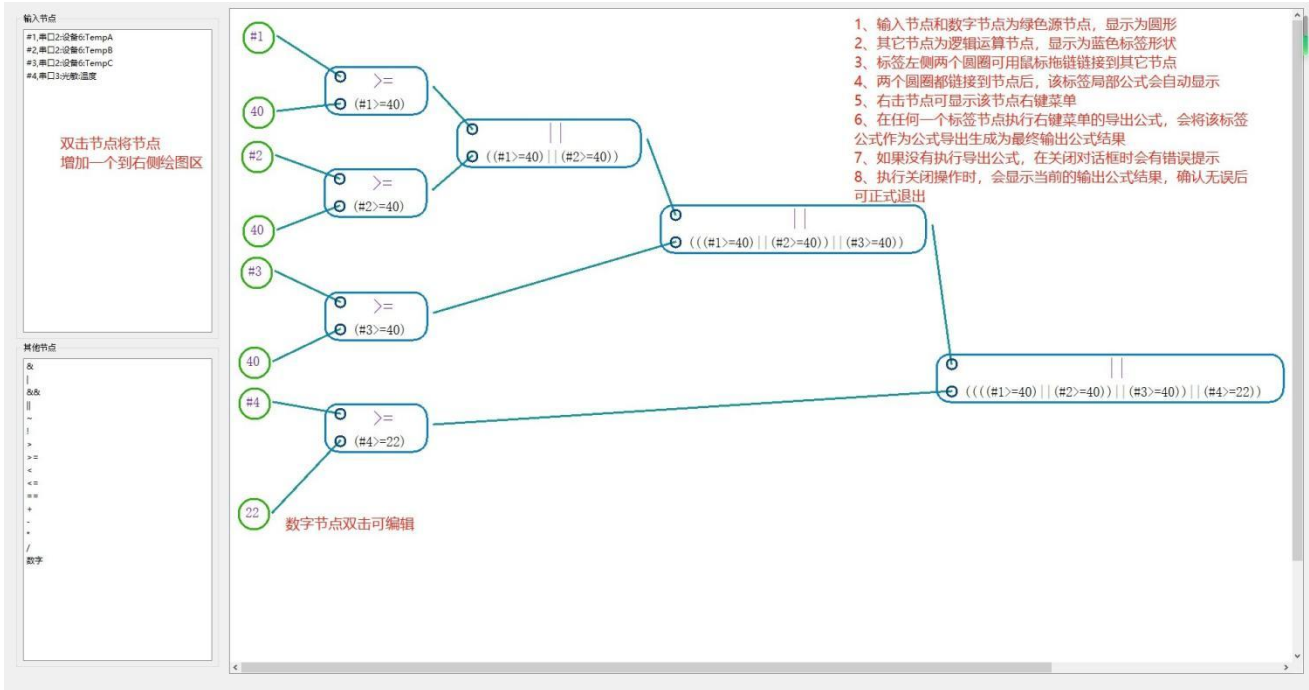 输入节点
#1,串口2:设备6:TempA
#2,串口2:设备6:TempB
#3,串口2:设备6:TempC
#4,串口3:光敏:温度
双击节点将节点
增加一个到右侧绘图区
其他节点
&
|
&&
||
~
!
>
>=
<
<=
==
+
-
*
/
数字
#1
40
>=
(#1>=40)
#2
40
>=
(#2>=40)
||
((#1>=40)||(#2>=40))
#3
40
>=
(#3>=40)
||
(((#1>=40)||(#2>=40))||(#3>=40))
#4
22
>=
(#4>=22)
||
((((#1>=40)||(#2>=40))||(#3>=40))||(#4>=22))
数字节点双击可编辑
1、输入节点和数字节点为绿色源节点，显示为圆形
2、其它节点为逻辑运算节点，显示为蓝色标签形状
3、标签左侧两个圆圈可用鼠标拖链链接到其它节点
4、两个圆圈都链接到节点后，该标签局部公式会自动显示
5、右击节点可显示该节点右键菜单
6、在任何一个标签节点执行右键菜单的导出公式，会将该标签
公式作为公式导出生成为最终输出公式结果
7、如果没有执行导出公式，在关闭对话框时会有错误提示
8、执行关闭操作时，会显示当前的输出公式结果，确认无误后
可正式退出